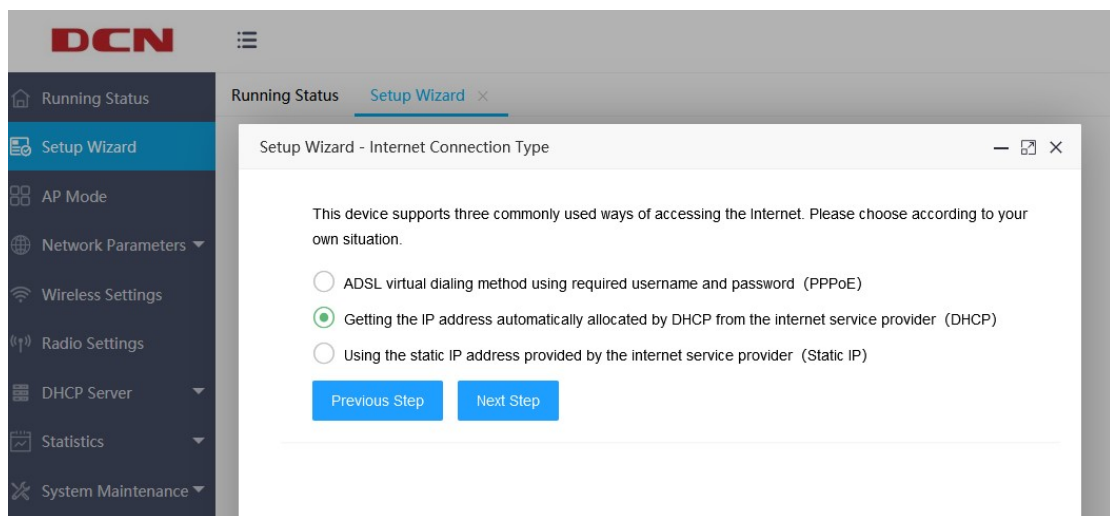 DCN
Running Status
Setup Wizard
AP Mode
Network Parameters
Wireless Settings
Radio Settings
DHCP Server
Statistics
System Maintenance
Running Status Setup Wizard
Setup Wizard - Internet Connection Type
This device supports three commonly used ways of accessing the Internet. Please choose according to your
own situation.
ADSL virtual dialing method using required username and password (PPPoE)
Getting the IP address automatically allocated by DHCP from the internet service provider (DHCP)
Using the static IP address provided by the internet service provider (Static IP)
Previous Step Next Step